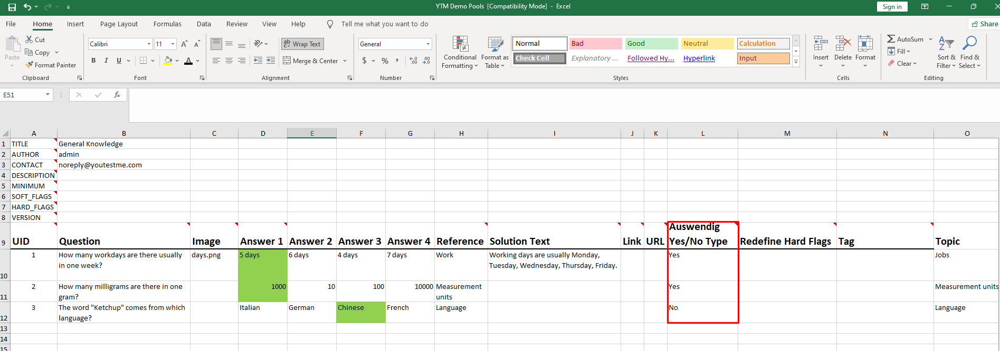 YTM Demo Pools [Compatibility Mode] - Excel
Sign in
File Home Insert Page Layout Formulas Data Review View Help Tell me what you want to do
Share
Paste
Cut
Copy
Format Painter
Clipboard
Calibri 11 A A
B I U A
Font
ab Wrap Text
Merge & Center
Alignment
General
$ % ,
Number
Conditional Formatting
Format as Table
Normal Bad Good Neutral Calculation
Check Cell Explanatory ... Followed Hy... Hyperlink Input
Styles
Insert Delete Format
Cells
AutoSum
Fill
Clear
Sort & Filter
Find & Select
Editing
E51 fx
A B C D E F G H I J K L M N O
1 TITLE General Knowledge
2 AUTHOR admin
3 CONTACT noreply@youtestme.com
4 DESCRIPTION
5 MINIMUM
6 SOFT_FLAGS
7 HARD_FLAGS
8 VERSION
9 UID Question Image Answer 1 Answer 2 Answer 3 Answer 4 Reference Solution Text Link URL Auswendig Yes/No Type Redefine Hard Flags Tag Topic
10 1 How many workdays are there usually in one week? days.png 5 days 6 days 4 days 7 days Work Working days are usually Monday, Tuesday, Wednesday, Thursday, Friday. Yes Jobs
11 2 How many milligrams are there in one gram? 1000 10 100 10000 Measurement units Yes Measurement units
12 3 The word "Ketchup" comes from which language? Italian German Chinese French Language No Language
13
14
15